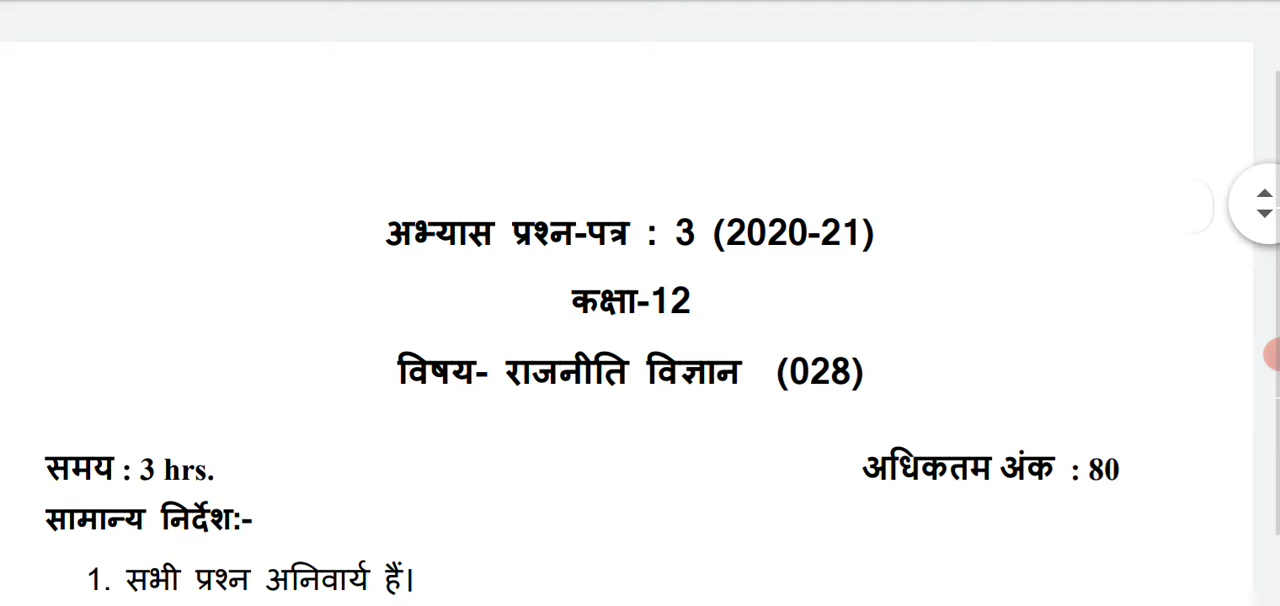 अभ्यास प्रश्न-पत्र : 3 (2020-21)
कक्षा-12
विषय- राजनीति विज्ञान (028)
समय : 3 hrs. अधिकतम अंक : 80
सामान्य निर्देश:-
1. सभी प्रश्न अनिवार्य हैं।